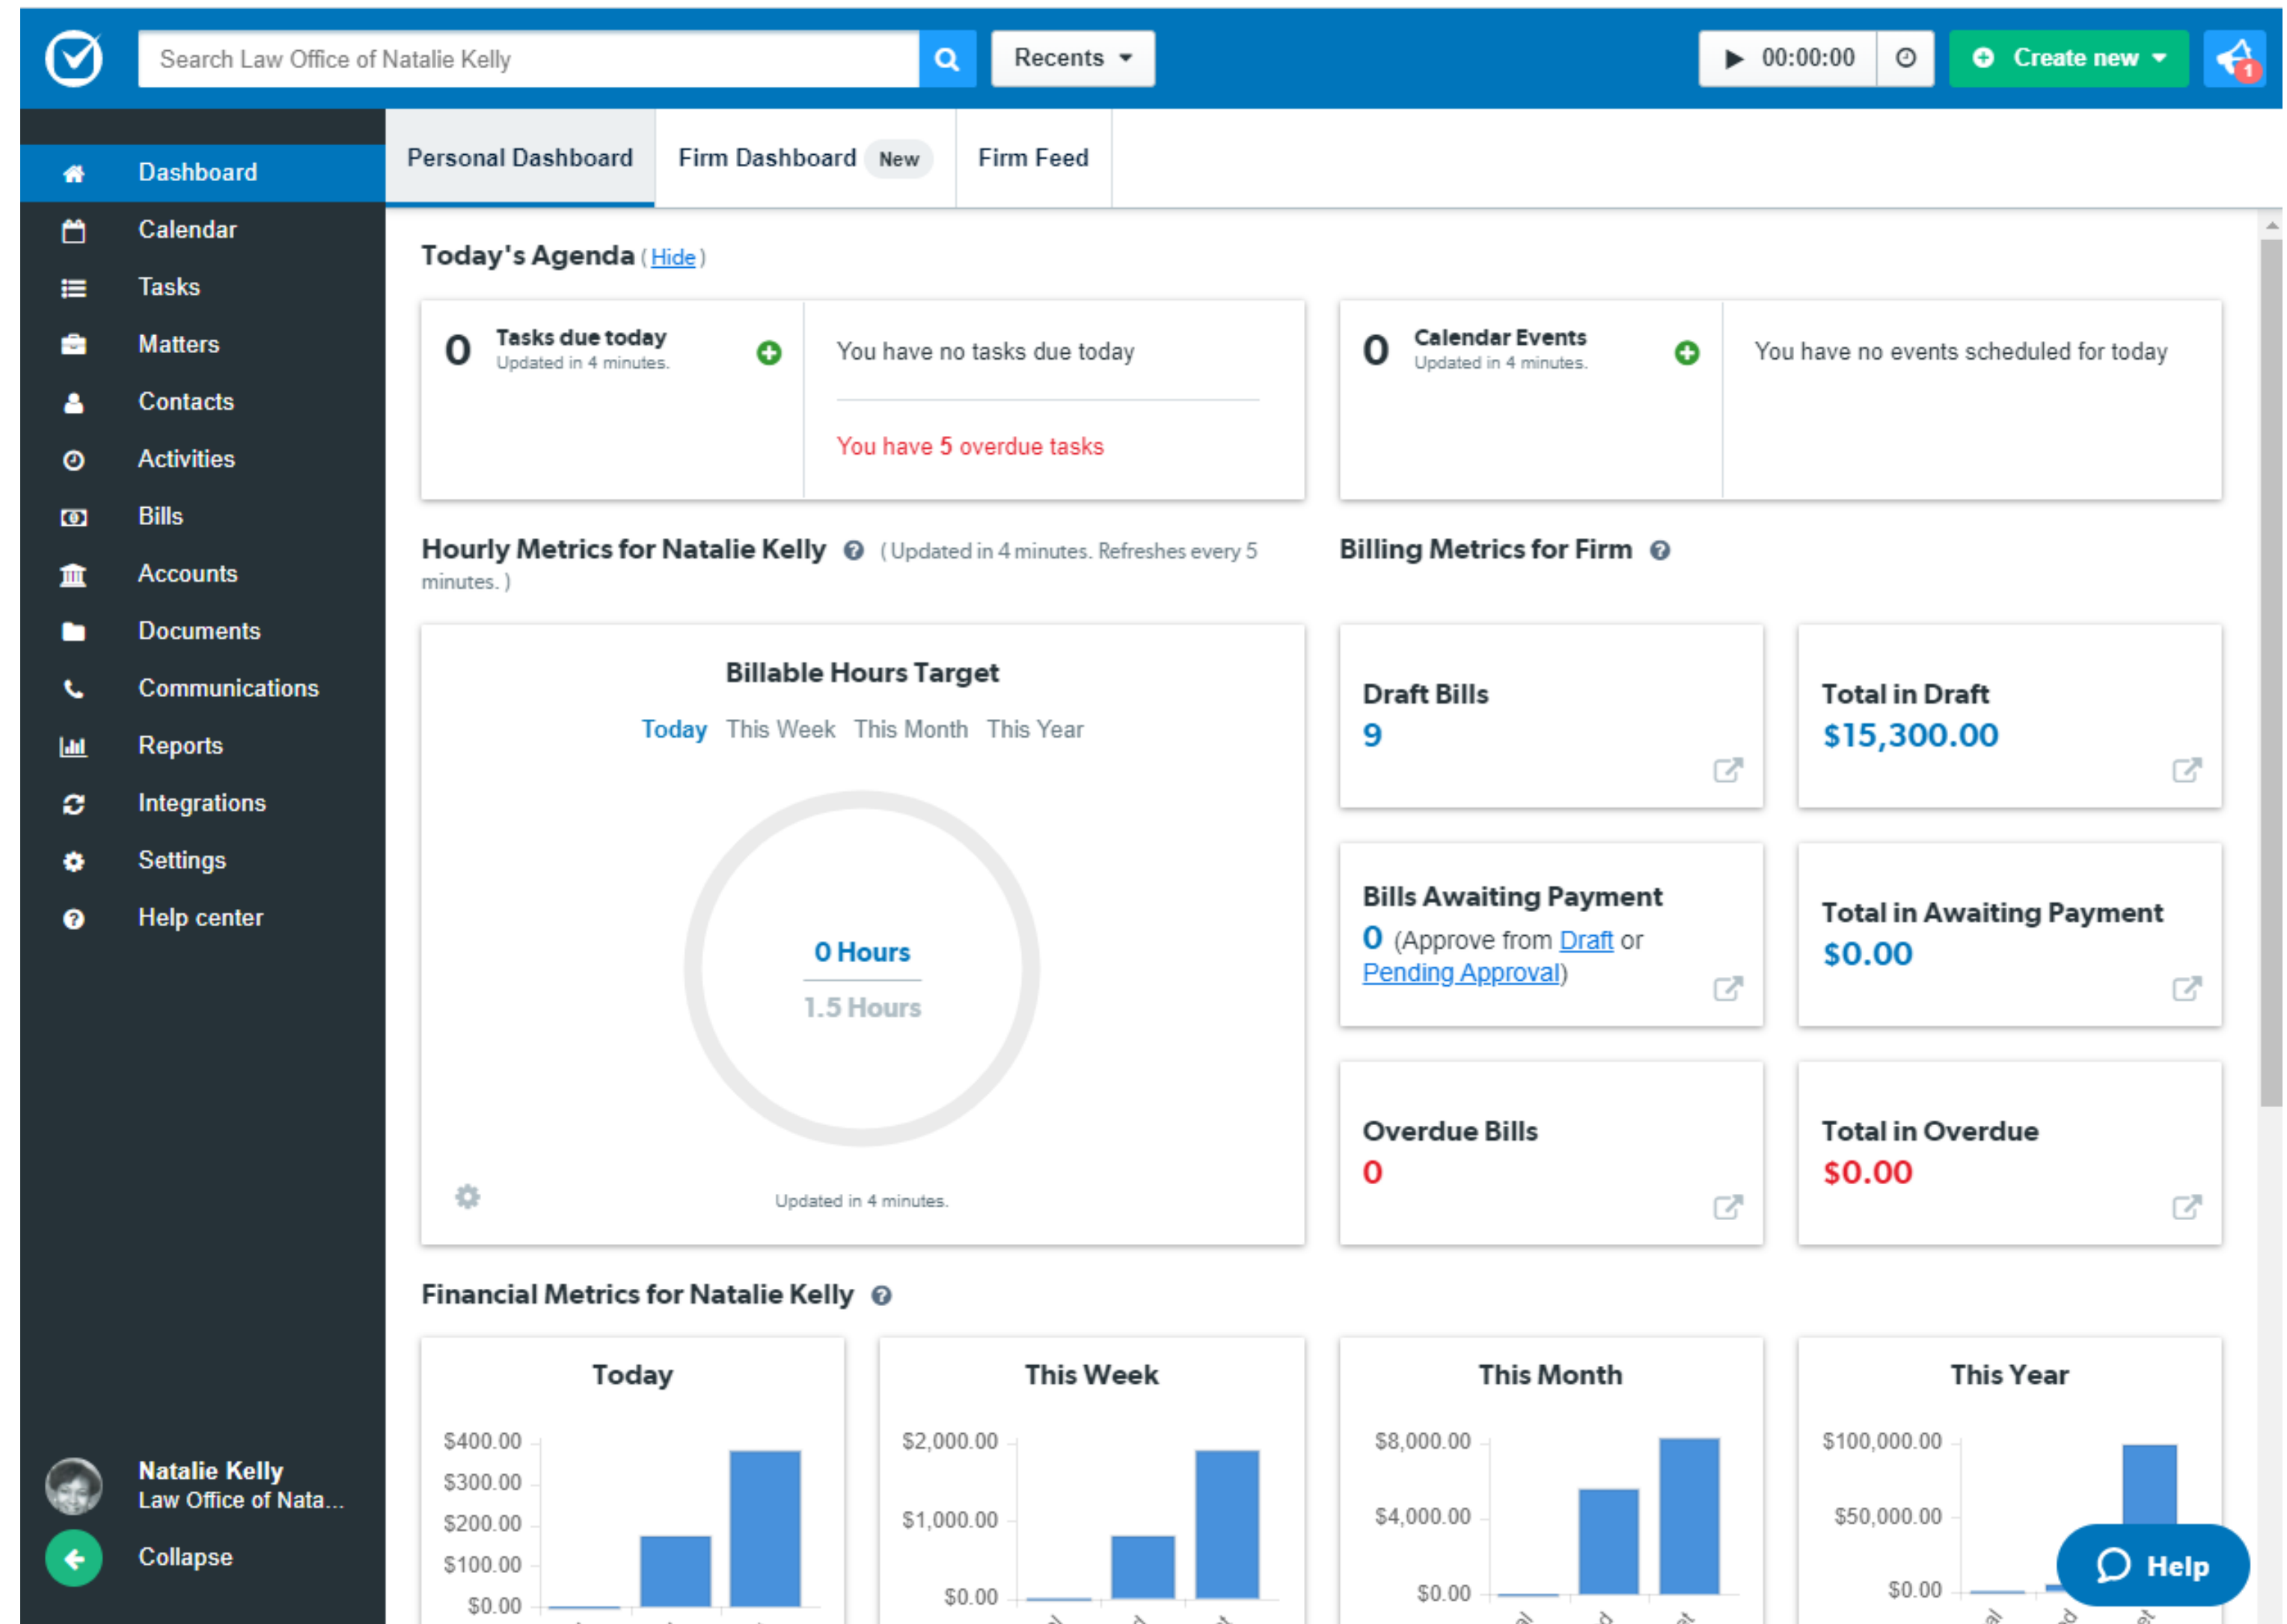 Search Law Office of Natalie Kelly
Recents
00:00:00
Create new
1
Dashboard
Calendar
Tasks
Matters
Contacts
Activities
Bills
Accounts
Documents
Communications
Reports
Integrations
Settings
Help center
Natalie Kelly
Law Office of Nata...
Collapse
Personal Dashboard
Firm Dashboard New
Firm Feed
Today's Agenda (Hide)
0 Tasks due today
Updated in 4 minutes.
You have no tasks due today
You have 5 overdue tasks
0 Calendar Events
Updated in 4 minutes.
You have no events scheduled for today
Hourly Metrics for Natalie Kelly ? (Updated in 4 minutes. Refreshes every 5
minutes. )
Billable Hours Target
Today This Week This Month This Year
0 Hours
1.5 Hours
Updated in 4 minutes.
Billing Metrics for Firm ?
Draft Bills
9
Total in Draft
$15,300.00
Bills Awaiting Payment
0 (Approve from Draft or
Pending Approval)
Total in Awaiting Payment
$0.00
Overdue Bills
0
Total in Overdue
$0.00
Financial Metrics for Natalie Kelly ?
Today
$400.00
$300.00
$200.00
$100.00
$0.00
This Week
$2,000.00
$1,000.00
$0.00
This Month
$8,000.00
$4,000.00
$0.00
This Year
$100,000.00
$50,000.00
$0.00
Help